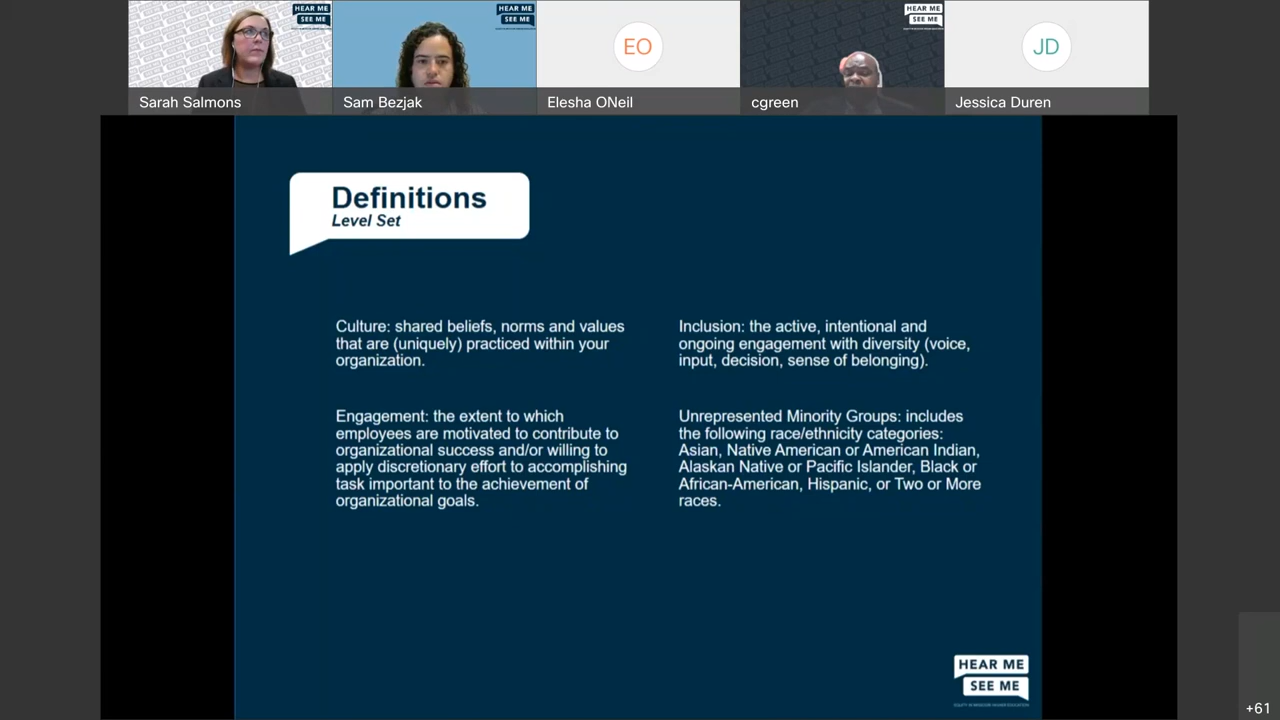 HEAR ME
SEE ME
HEAR ME
SEE ME
HEAR ME
SEE ME
EO
JD
Sarah Salmons
Sam Bezjak
Elesha ONeil
cgreen
Jessica Duren
Definitions
Level Set
Culture: shared beliefs, norms and values
that are (uniquely) practiced within your
organization.
Engagement: the extent to which
employees are motivated to contribute to
organizational success and/or willing to
apply discretionary effort to accomplishing
task important to the achievement of
organizational goals.
Inclusion: the active, intentional and
ongoing engagement with diversity (voice,
input, decision, sense of belonging).
Unrepresented Minority Groups: includes
the following race/ethnicity categories:
Asian, Native American or American Indian,
Alaskan Native or Pacific Islander, Black or
African-American, Hispanic, or Two or More
races.
HEAR ME
SEE ME
EQUITY IN MISSOURI HIGHER EDUCATION
+61